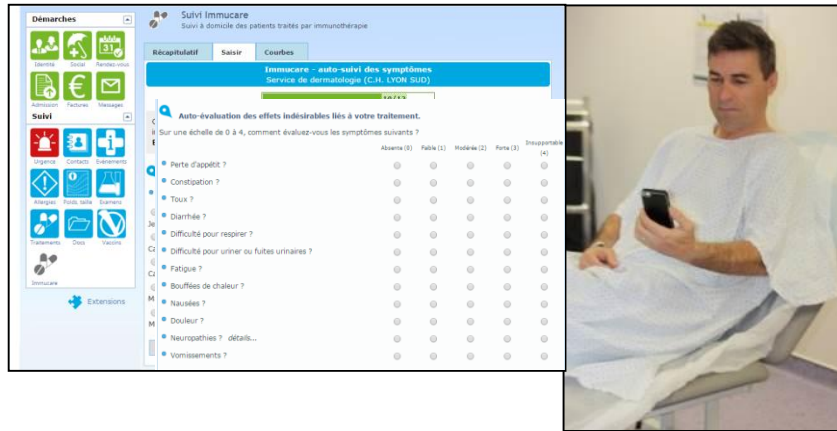 Démarches
Identité Social Rendez-vous
Admission Factures Messages
Suivi
Urgence Contacts Evénements
Allergies Poids, taille Examens
Traitements Docs Vaccins
Immucare
Extensions
Suivi Immucare
Suivi à domicile des patients traités par immunothérapie
Récapitulatif Saisir Courbes
Immucare - auto-suivi des symptômes
Service de dermatologie (C.H. LYON SUD)
Auto-évaluation des effets indésirables liés à votre traitement.
Sur une échelle de 0 à 4, comment évaluez-vous les symptômes suivants ?
Absente (0) Faible (1) Modérée (2) Forte (3) Insupportable (4)
Perte d'appétit ?
Constipation ?
Toux ?
Diarrhée ?
Difficulté pour respirer ?
Difficulté pour uriner ou fuites urinaires ?
Fatigue ?
Bouffées de chaleur ?
Nausées ?
Douleur ?
Neuropathies ? détails...
Vomissements ?